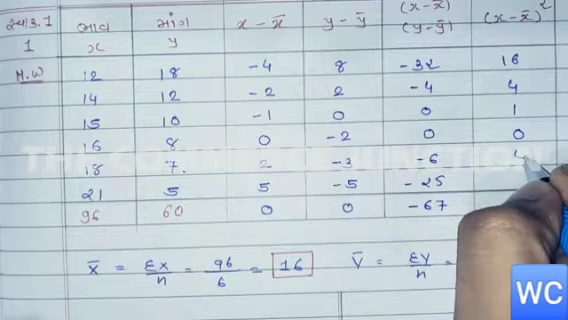 સ્વા3.1 ભાવ માંગ x - x̄ y - ȳ (x-x̄) (y-ȳ) (x-x̄)²
1 x y
H.W 12 18 -4 8 -32 16
14 12 -2 2 -4 4
15 10 -1 0 0 1
16 8 0 -2 0 0
18 7. 2 -3 -6
21 5 5 -5 -25
96 60 0 0 -67
x̄ = Σx/n = 96/6 = 16 ȳ = Σy/n =
WC